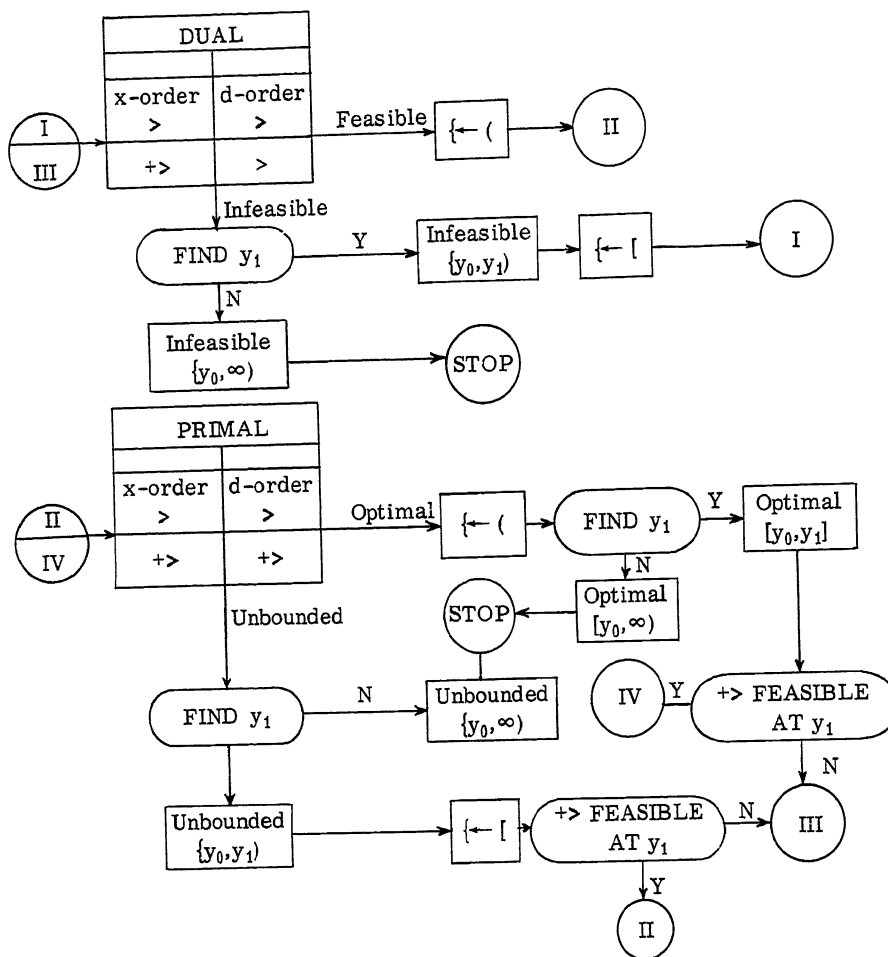 DUAL
x-order d-order
> >
I
III
+> >
Feasible
{← (
II
Infeasible
FIND y₁
Y
Infeasible
{y₀, y₁)
{← [
I
N
Infeasible
{y₀, ∞)
STOP
PRIMAL
x-order d-order
> >
II
IV
+> +>
Optimal
{← (
FIND y₁
Y
Optimal
[y₀, y₁]
N
Optimal
[y₀, ∞)
STOP
Unbounded
FIND y₁
N
Unbounded
{y₀, ∞)
IV
Y
+> FEASIBLE
AT y₁
N
III
Unbounded
{y₀, y₁)
{← [
+> FEASIBLE
AT y₁
N
Y
II